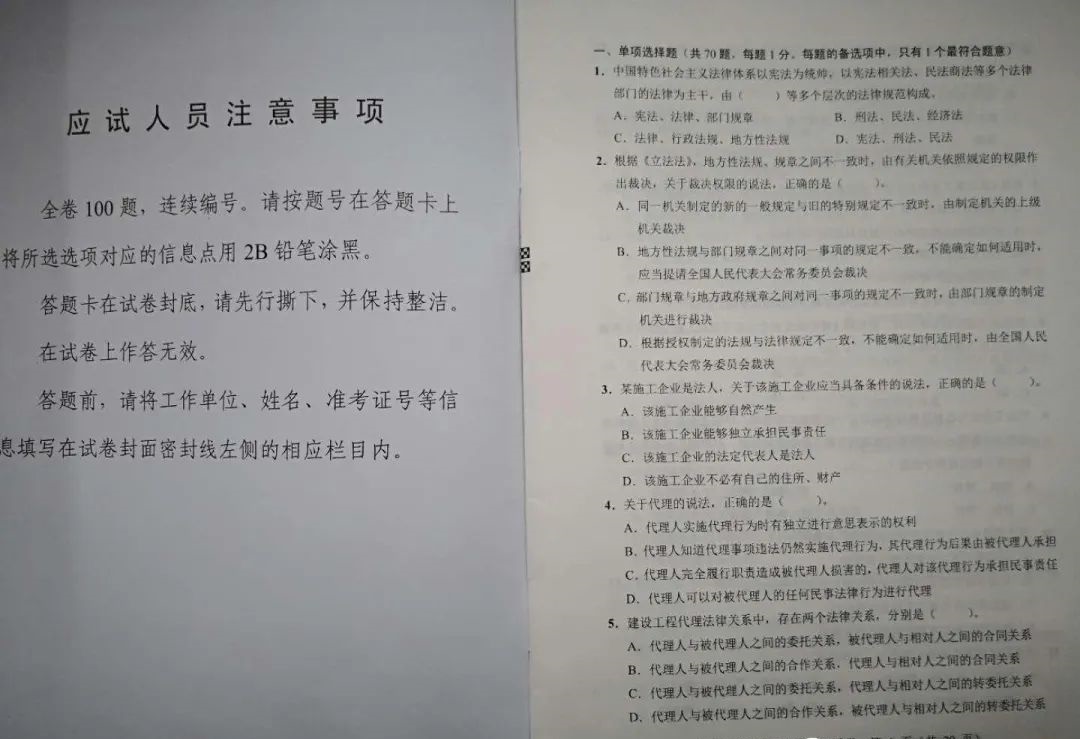 应试人员注意事项
全卷 100 题，连续编号。请按题号在答题卡上
将所选选项对应的信息点用 2B 铅笔涂黑。
答题卡在试卷封底，请先行撕下，并保持整洁。
在试卷上作答无效。
答题前，请将工作单位、姓名、准考证号等信
息填写在试卷封面密封线左侧的相应栏目内。
一、单项选择题（共 70 题，每题 1 分。每题的备选项中，只有 1 个最符合题意）
1．中国特色社会主义法律体系以宪法为统帅，以宪法相关法、民法商法等多个法律
部门的法律为主干，由（　　）等多个层次的法律规范构成。
A．宪法、法律、部门规章　　B．刑法、民法、经济法
C．法律、行政法规、地方性法规　　D．宪法、刑法、民法
2．根据《立法法》，地方性法规、规章之间不一致时，由有关机关依照规定的权限作
出裁决，关于裁决权限的说法，正确的是（　　）。
A．同一机关制定的新的一般规定与旧的特别规定不一致时，由制定机关的上级
机关裁决
B．地方性法规与部门规章之间对同一事项的规定不一致，不能确定如何适用时，
应当提请全国人民代表大会常务委员会裁决
C．部门规章与地方政府规章之间对同一事项的规定不一致时，由部门规章的制定
机关进行裁决
D．根据授权制定的法规与法律规定不一致，不能确定如何适用时，由全国人民
代表大会常务委员会裁决
3．某施工企业是法人，关于该施工企业应当具备条件的说法，正确的是（　　）。
A．该施工企业能够自然产生
B．该施工企业能够独立承担民事责任
C．该施工企业的法定代表人是法人
D．该施工企业不必有自己的住所、财产
4．关于代理的说法，正确的是（　　）。
A．代理人实施代理行为时有独立进行意思表示的权利
B．代理人知道代理事项违法仍然实施代理行为，其代理行为后果由被代理人承担
C．代理人完全履行职责造成被代理人损害的，代理人对该代理行为承担民事责任
D．代理人可以对被代理人的任何民事法律行为进行代理
5．建设工程代理法律关系中，存在两个法律关系，分别是（　　）。
A．代理人与被代理人之间的委托关系，被代理人与相对人之间的合同关系
B．代理人与被代理人之间的合作关系，代理人与相对人之间的合同关系
C．代理人与被代理人之间的委托关系，代理人与相对人之间的转委托关系
D．代理人与被代理人之间的合作关系，被代理人与相对人之间的转委托关系